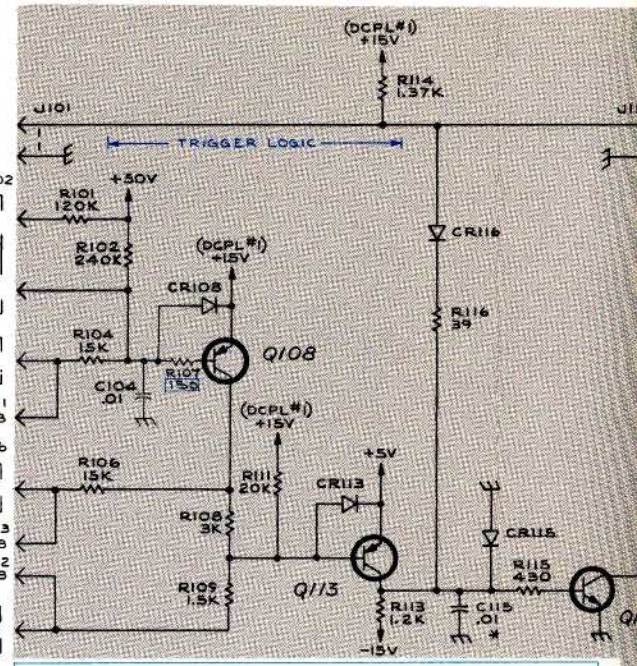 (DCPL#1)
+15V
R114
1.37K
J101
TRIGGER LOGIC
+50V
R101
120K
R102
240K
(DCPL#1)
+15V
CR108
CR116
R104
15K
Q108
R116
39
R107
150
C104
.01
(DCPL#1)
+15V
R106
15K
R111
20K
+5V
CR113
R108
3K
CR115
R115
430
R109
1.5K
Q113
R113
1.2K
C115
.01
*
-15V